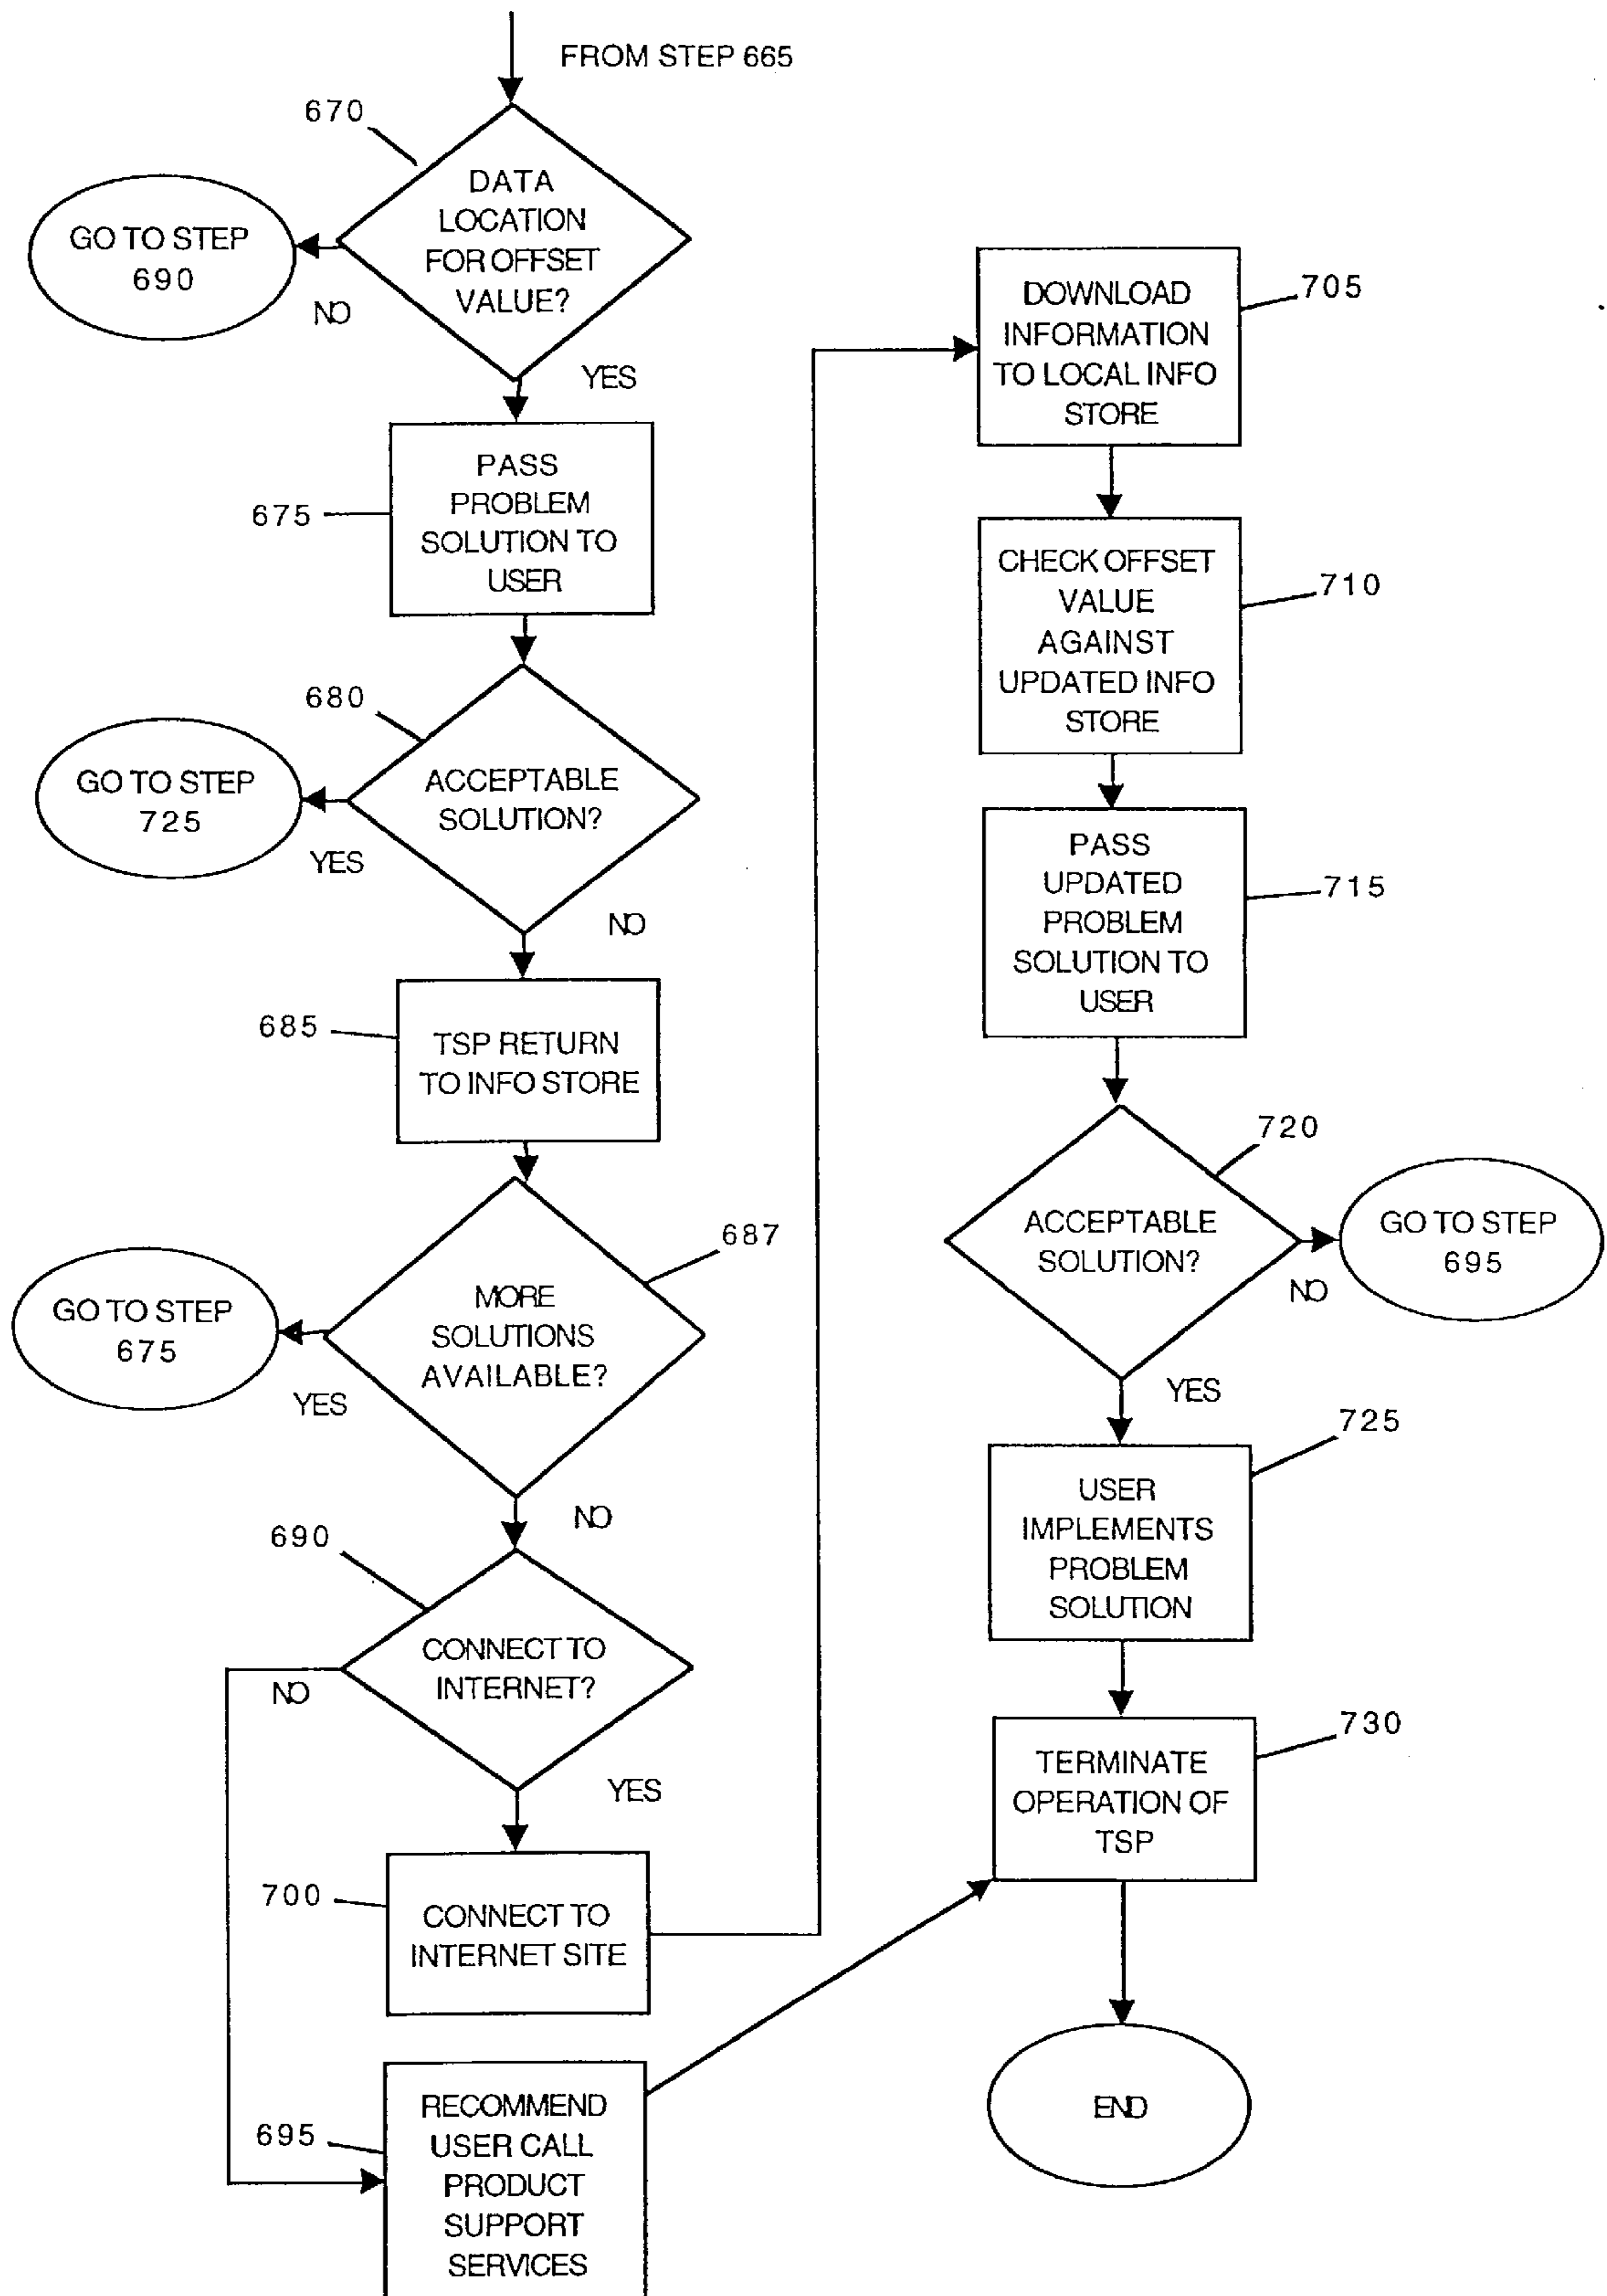 FROM STEP 665
670
DATA
LOCATION
FOR OFFSET
VALUE?
GO TO STEP
690
NO
YES
675
PASS
PROBLEM
SOLUTION TO
USER
680
ACCEPTABLE
SOLUTION?
GO TO STEP
725
YES
NO
685
TSP RETURN
TO INFO STORE
687
MORE
SOLUTIONS
AVAILABLE?
GO TO STEP
675
YES
NO
690
CONNECT TO
INTERNET?
NO
YES
700
CONNECT TO
INTERNET SITE
695
RECOMMEND
USER CALL
PRODUCT
SUPPORT
SERVICES
705
DOWNLOAD
INFORMATION
TO LOCAL INFO
STORE
710
CHECK OFFSET
VALUE
AGAINST
UPDATED INFO
STORE
715
PASS
UPDATED
PROBLEM
SOLUTION TO
USER
720
ACCEPTABLE
SOLUTION?
GO TO STEP
695
NO
YES
725
USER
IMPLEMENTS
PROBLEM
SOLUTION
730
TERMINATE
OPERATION OF
TSP
END